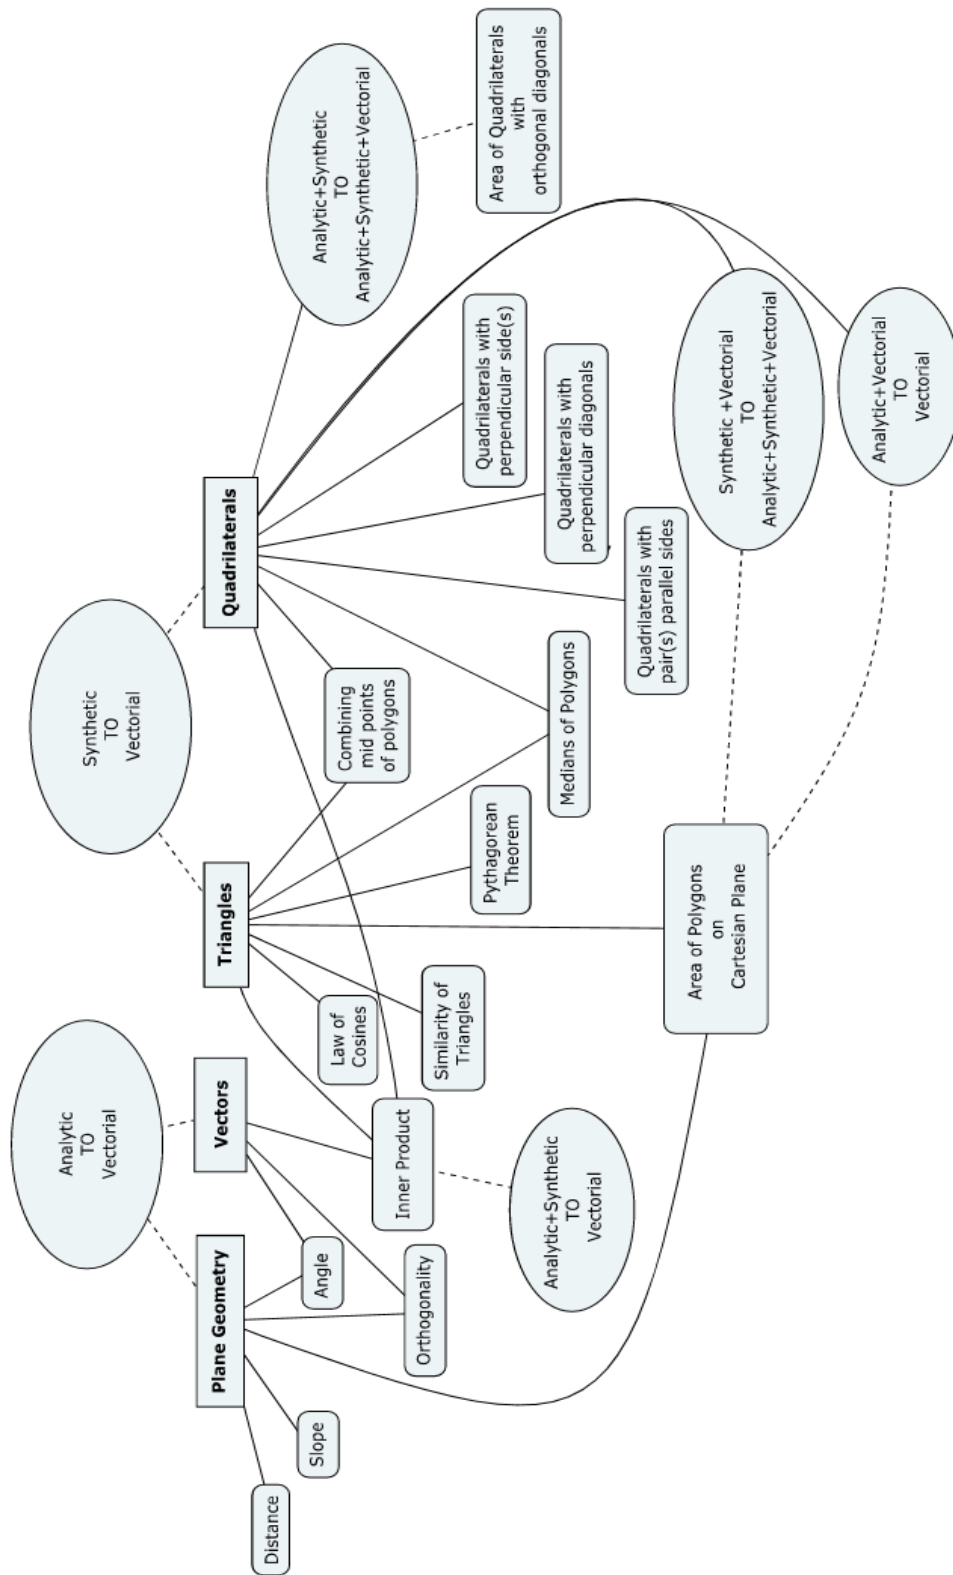 Analytic
TO
Vectorial
Synthetic
TO
Vectorial
Plane Geometry
Vectors
Triangles
Quadrilaterals
Analytic+Synthetic
TO
Analytic+Synthetic+Vectorial
Distance
Slope
Angle
Orthogonality
Inner Product
Law of
Cosines
Similarity of
Triangles
Combining
mid points
of polygons
Pythagorean
Theorem
Medians of Polygons
Quadrilaterals with
perpendicular side(s)
Quadrilaterals with
perpendicular diagonals
Quadrilaterals with
pair(s) parallel sides
Area of Quadrilaterals
with
orthogonal diagonals
Analytic+Synthetic
TO
Vectorial
Area of Polygons
on
Cartesian Plane
Synthetic +Vectorial
TO
Analytic+Synthetic+Vectorial
Analytic+Vectorial
TO
Vectorial